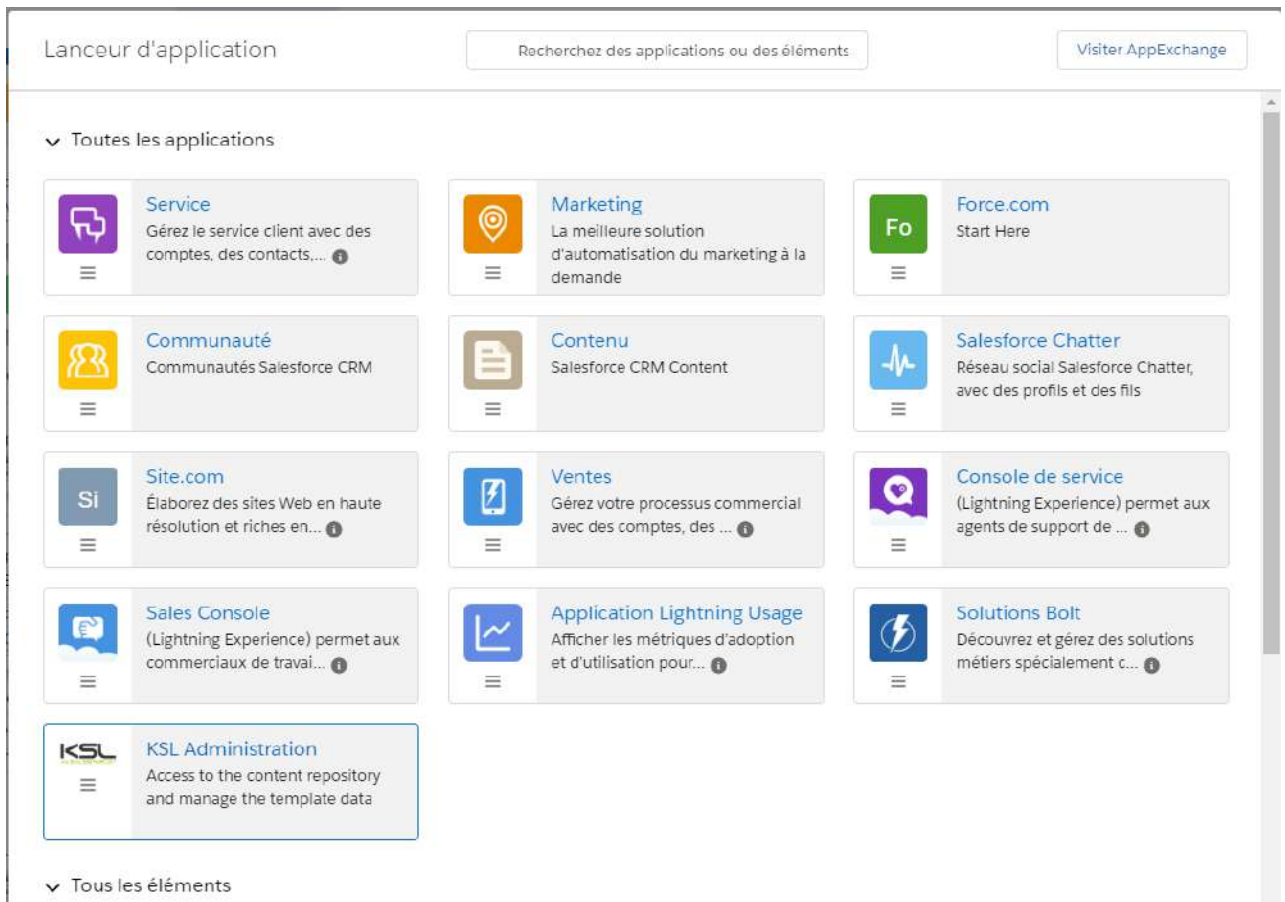 Lanceur d'application
Recherchez des applications ou des éléments
Visiter AppExchange
Toutes les applications
Service
Gérez le service client avec des
comptes, des contacts,...
Marketing
La meilleure solution
d'automatisation du marketing à la
demande
Fo
Force.com
Start Here
Communauté
Communautés Salesforce CRM
Contenu
Salesforce CRM Content
Salesforce Chatter
Réseau social Salesforce Chatter,
avec des profils et des fils
Si
Site.com
Élaborez des sites Web en haute
résolution et riches en...
Ventes
Gérez votre processus commercial
avec des comptes, des ...
Console de service
(Lightning Experience) permet aux
agents de support de ...
Sales Console
(Lightning Experience) permet aux
commerciaux de travai...
Application Lightning Usage
Afficher les métriques d'adoption
et d'utilisation pour...
Solutions Bolt
Découvrez et gérez des solutions
métiers spécialement c...
KSL
KSL Administration
Access to the content repository
and manage the template data
Tous les éléments